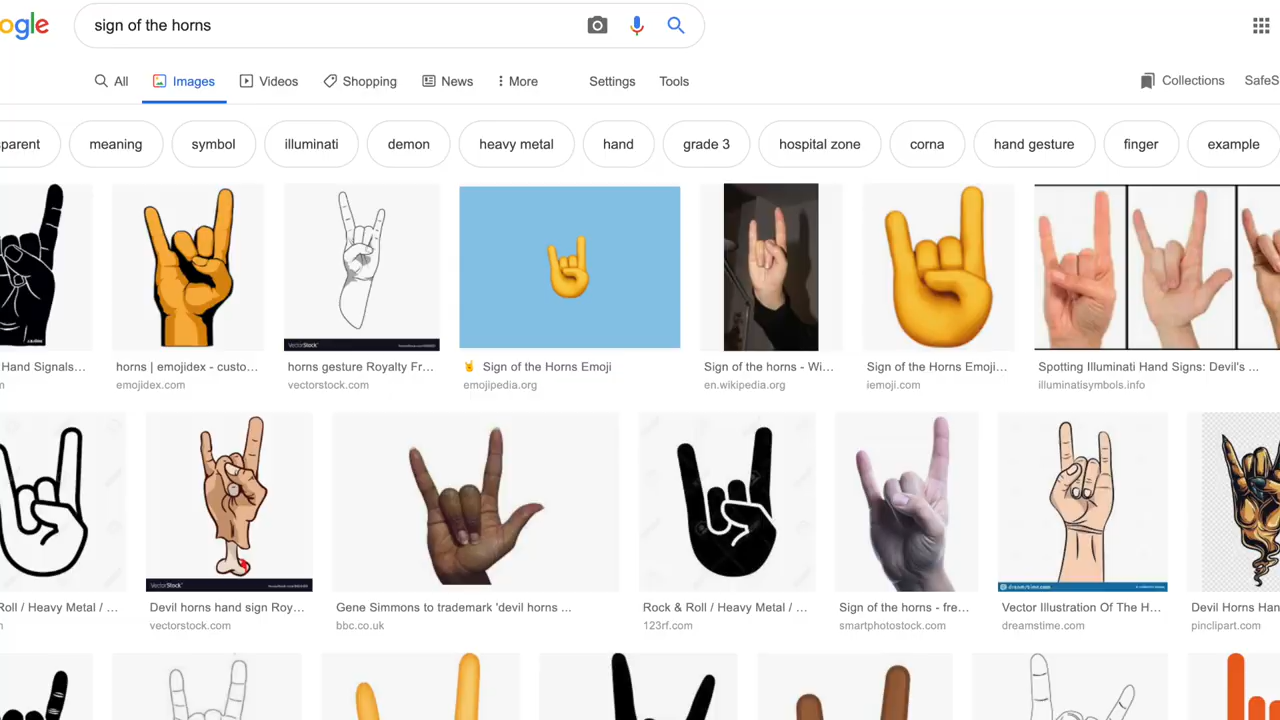 ogle sign of the horns
All Images Videos Shopping News More Settings Tools Collections SafeS
parent meaning symbol illuminati demon heavy metal hand grade 3 hospital zone corna hand gesture finger example
VectorStock
Hand Signals... horns | emojidex - custo... horns gesture Royalty Fr... Sign of the Horns Emoji Sign of the horns - Wi... Sign of the Horns Emoji... Spotting Illuminati Hand Signs: Devil's ...
m emojidex.com vectorstock.com emojipedia.org en.wikipedia.org iemoji.com illuminatisymbols.info
VectorStock dreamstime.com
Roll / Heavy Metal / ... Devil horns hand sign Roy... Gene Simmons to trademark 'devil horns ... Rock & Roll / Heavy Metal / ... Sign of the horns - fre... Vector Illustration Of The H... Devil Horns Han
m vectorstock.com bbc.co.uk 123rf.com smartphotostock.com dreamstime.com pinclipart.com